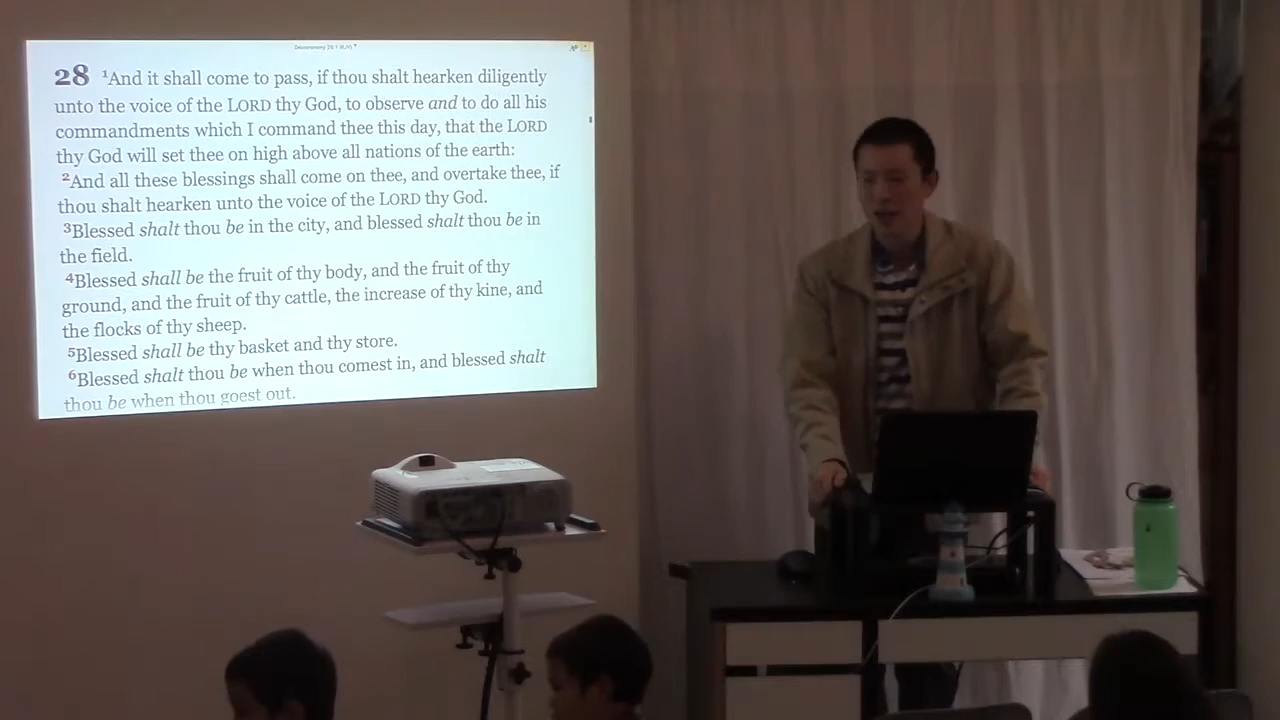 28 ¹And it shall come to pass, if thou shalt hearken diligently
unto the voice of the LORD thy God, to observe and to do all his
commandments which I command thee this day, that the LORD
thy God will set thee on high above all nations of the earth:
²And all these blessings shall come on thee, and overtake thee, if
thou shalt hearken unto the voice of the LORD thy God.
³Blessed shalt thou be in the city, and blessed shalt thou be in
the field.
⁴Blessed shall be the fruit of thy body, and the fruit of thy
ground, and the fruit of thy cattle, the increase of thy kine, and
the flocks of thy sheep.
⁵Blessed shall be thy basket and thy store.
⁶Blessed shalt thou be when thou comest in, and blessed shalt
thou be when thou goest out.